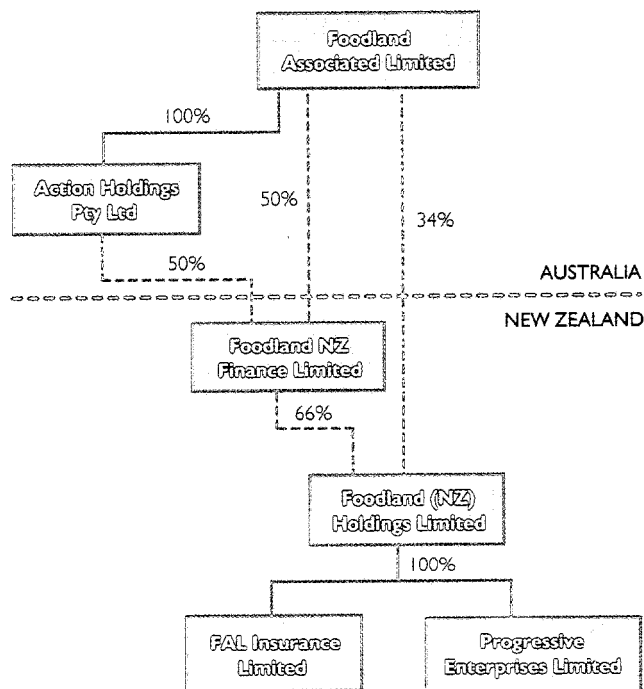 Foodland
Associated Limited
100%
Action Holdings
Pty Ltd
50%
34%
50%
AUSTRALIA
NEW ZEALAND
Foodland NZ
Finance Limited
66%
Foodland (NZ)
Holdings Limited
100%
FAL Insurance
Limited
Progressive
Enterprises Limited